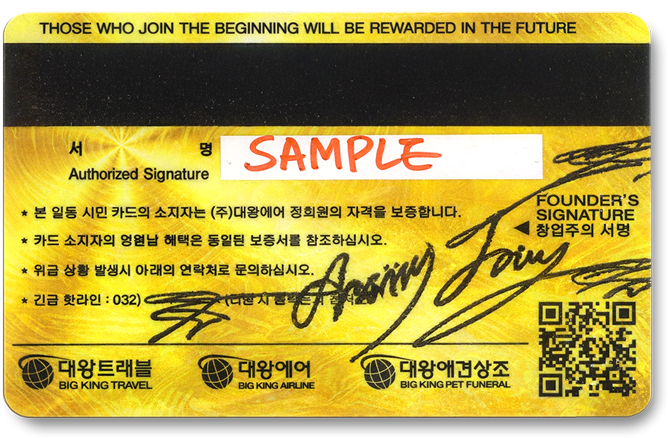 THOSE WHO JOIN THE BEGINNING WILL BE REWARDED IN THE FUTURE
서 명
Authorized Signature
SAMPLE
FOUNDER'S
SIGNATURE
◀ 창업주의 서명
* 본 일동 시민 카드의 소지자는 (주)대왕에어 정회원의 자격을 보증합니다.
* 카드 소지자의 영원남 혜택은 동일된 보증서를 참조하십시오.
* 위급 상황 발생시 아래의 연락처로 문의하십시오.
* 긴급 핫라인 : 032)
대왕트래블
BIG KING TRAVEL
대왕에어
BIG KING AIRLINE
대왕애견상조
BIG KING PET FUNERAL